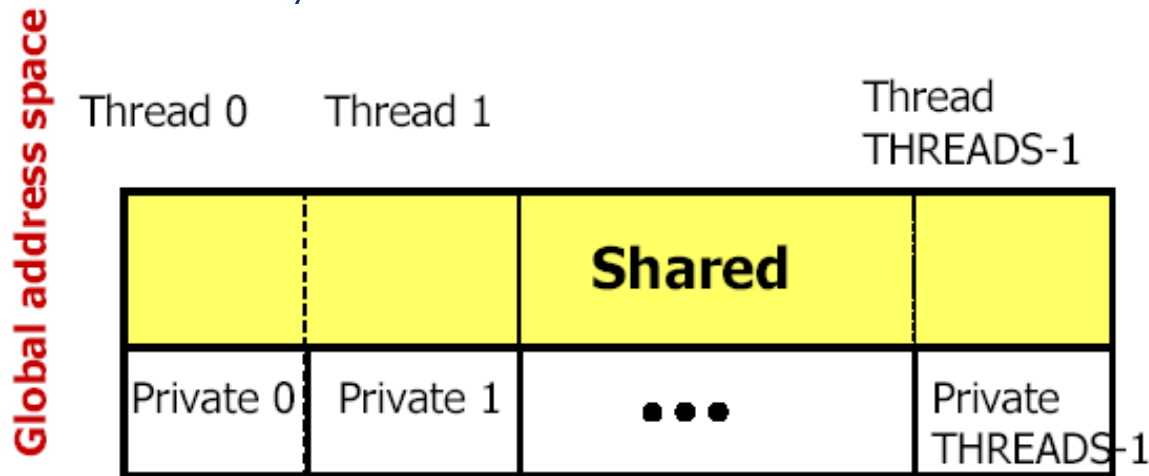 Global address space
Thread 0
Thread 1
Thread
THREADS-1
Shared
Private 0
Private 1
●●●
Private
THREADS-1